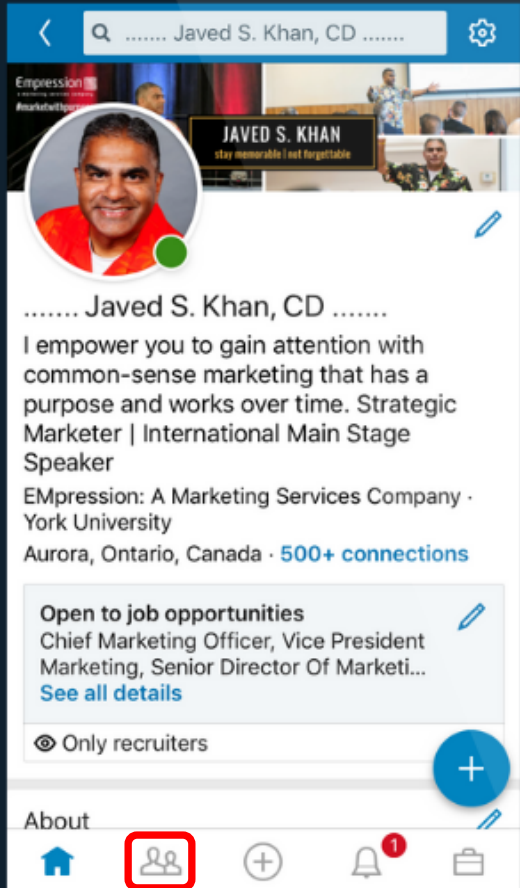 ....... Javed S. Khan, CD .......
Empression
#marketwithpurpose
JAVED S. KHAN
stay memorable | not forgettable
....... Javed S. Khan, CD .......
I empower you to gain attention with
common-sense marketing that has a
purpose and works over time. Strategic
Marketer | International Main Stage
Speaker
EMpression: A Marketing Services Company ·
York University
Aurora, Ontario, Canada · 500+ connections
Open to job opportunities
Chief Marketing Officer, Vice President
Marketing, Senior Director Of Marketi...
See all details
Only recruiters
About
1